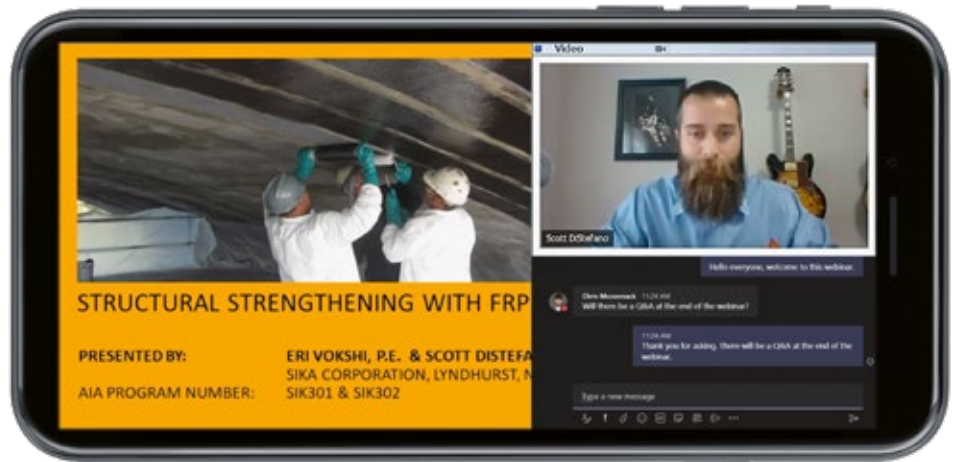 STRUCTURAL STRENGTHENING WITH FRP
PRESENTED BY: ERI VOKSHI, P.E. & SCOTT DISTEFA
SIKA CORPORATION, LYNDHURST, N
AIA PROGRAM NUMBER: SIK301 & SIK302
Video
Scott DiStefano
Hello everyone, welcome to this webinar.
11:24 AM
Will there be a Q&A at the end of the webinar?
11:24 AM
Thank you for asking, there will be a Q&A at the end of the
webinar.
Type a new message